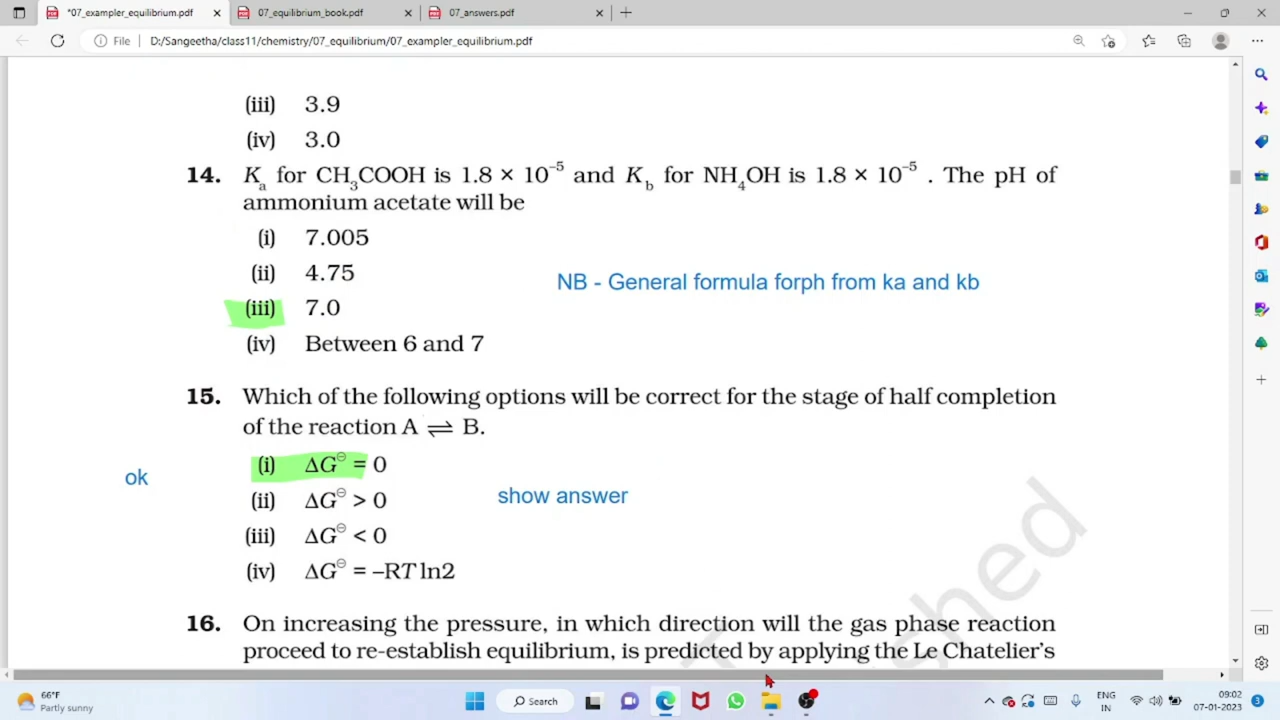 *07_exampler_equilibrium.pdf
07_equilibrium_book.pdf
07_answers.pdf
File
D:/Sangeetha/class11/chemistry/07_equilibrium/07_exampler_equilibrium.pdf
(iii) 3.9
(iv) 3.0
14. Kₐ for CH₃COOH is 1.8 × 10⁻⁵ and K_b for NH₄OH is 1.8 × 10⁻⁵ . The pH of
ammonium acetate will be
(i) 7.005
(ii) 4.75
NB - General formula forph from ka and kb
(iii) 7.0
(iv) Between 6 and 7
15. Which of the following options will be correct for the stage of half completion
of the reaction A ⇌ B.
(i) ΔG⊖ = 0
ok
(ii) ΔG⊖ > 0
show answer
(iii) ΔG⊖ < 0
(iv) ΔG⊖ = –RT ln2
16. On increasing the pressure, in which direction will the gas phase reaction
proceed to re-establish equilibrium, is predicted by applying the Le Chatelier’s
shed
66°F
Partly sunny
Search
ENG
IN
09:02
07-01-2023
3